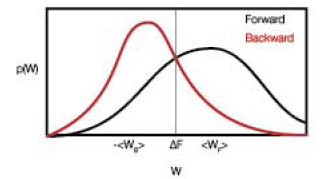 Forward
Backward
p(W)
-<W_B> ΔF <W_F>
W